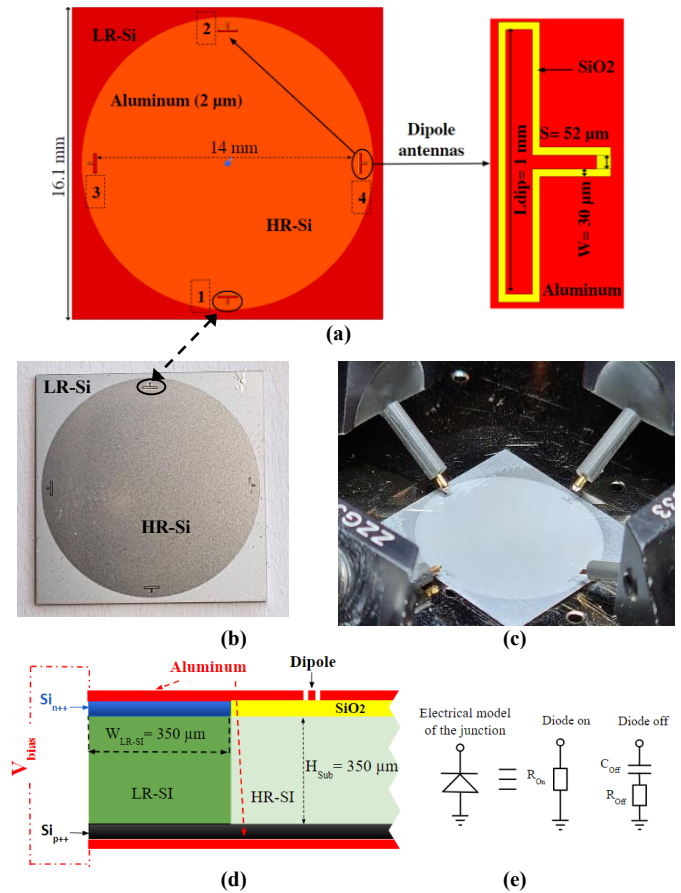 LR-Si
2
Aluminum (2 µm)
14 mm
16.1 mm
3
4
HR-Si
1
Dipole
antennas
SiO2
S= 52 µm
Ldip= 1 mm
W= 30 µm
Aluminum
(a)
LR-Si
HR-Si
(b)
ZZG3
333
(c)
Aluminum
Dipole
Si n++
SiO2
W LR-SI = 350 µm
H Sub = 350 µm
V bias
LR-SI
HR-SI
Si p++
(d)
Electrical model
of the junction
Diode on
Diode off
R On
C Off
R Off
(e)